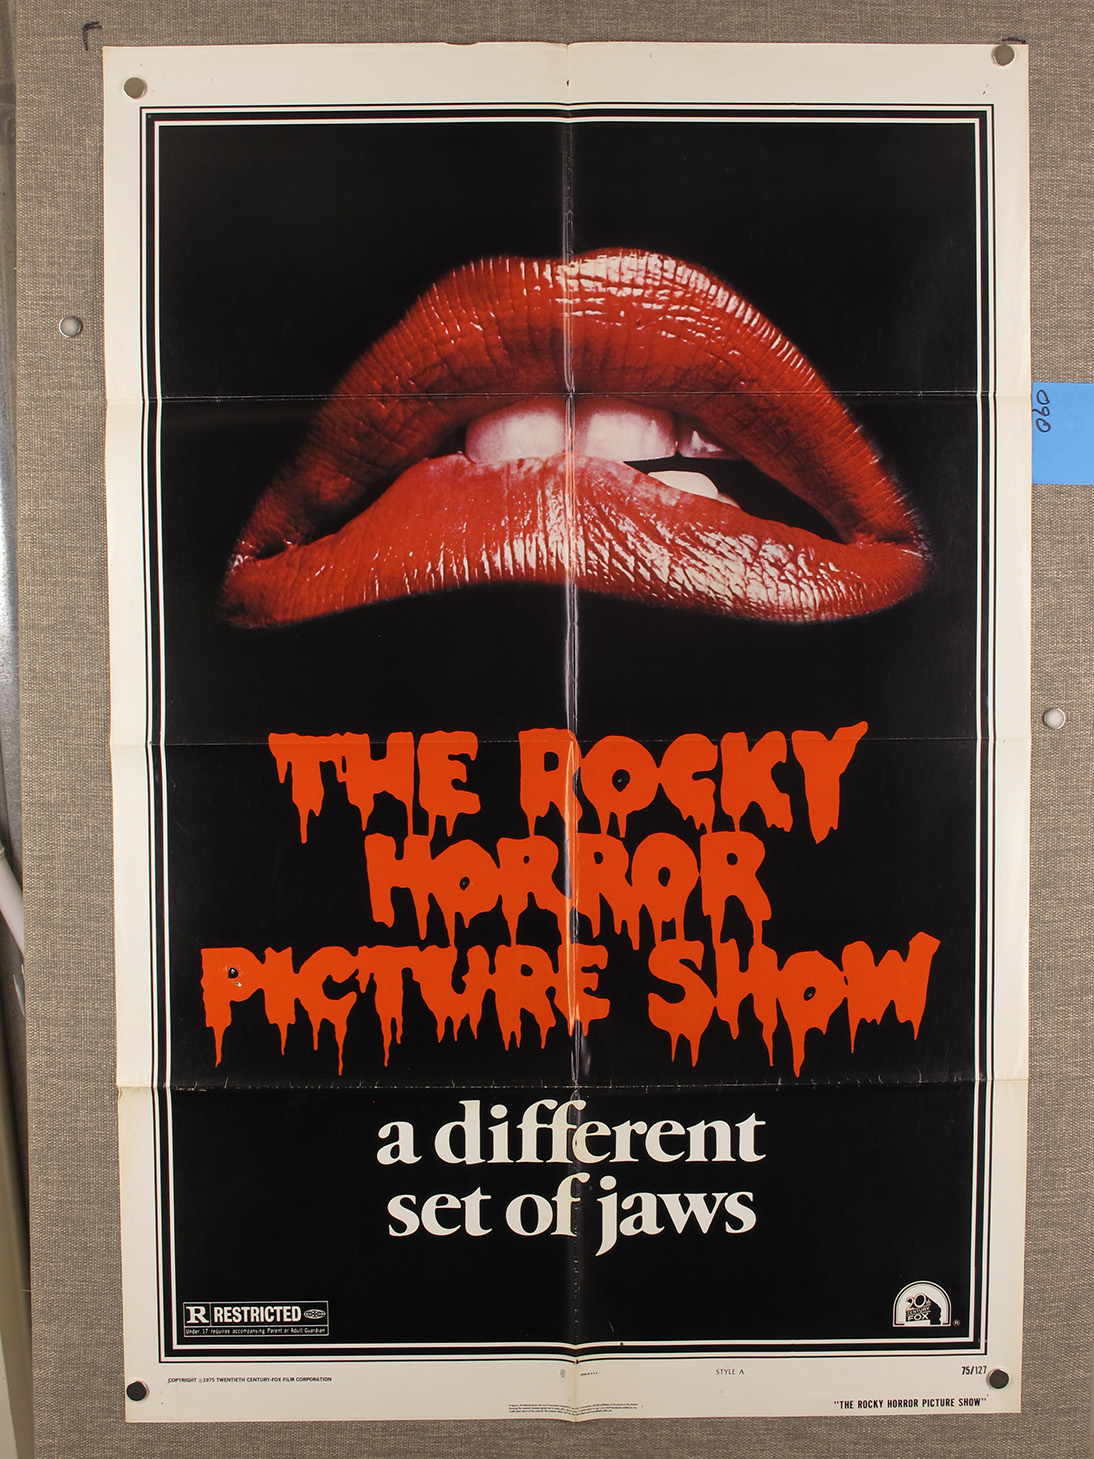 090
THE ROCKY
HORROR
PICTURE SHOW
a different
set of jaws
R RESTRICTED
Under 17 requires accompanying Parent or Adult Guardian
20th
CENTURY
FOX
®
COPYRIGHT ©1975 TWENTIETH CENTURY-FOX FILM CORPORATION
STYLE A
75/127
"THE ROCKY HORROR PICTURE SHOW"